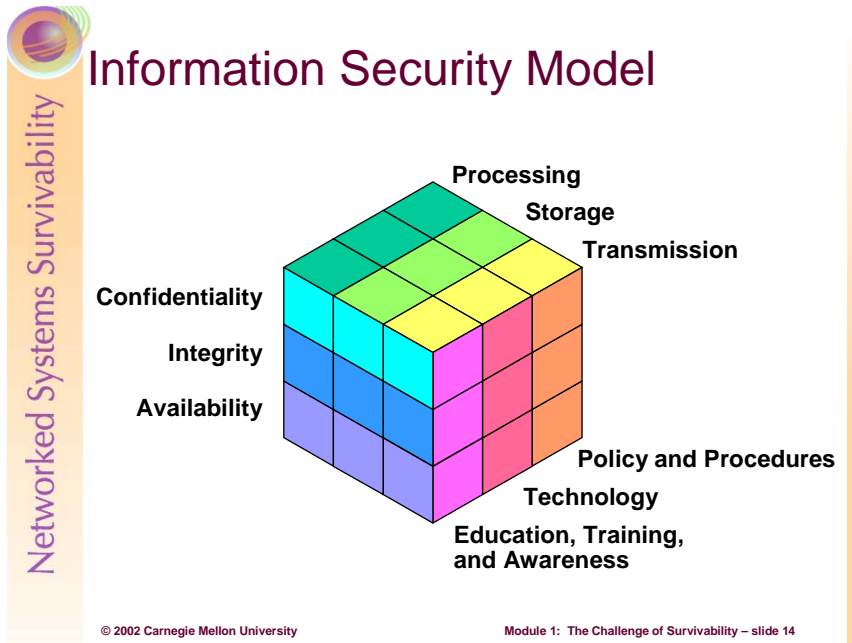 Information Security Model
Networked Systems Survivability
Processing
Storage
Transmission
Confidentiality
Integrity
Availability
Policy and Procedures
Technology
Education, Training,
and Awareness
© 2002 Carnegie Mellon University
Module 1: The Challenge of Survivability – slide 14